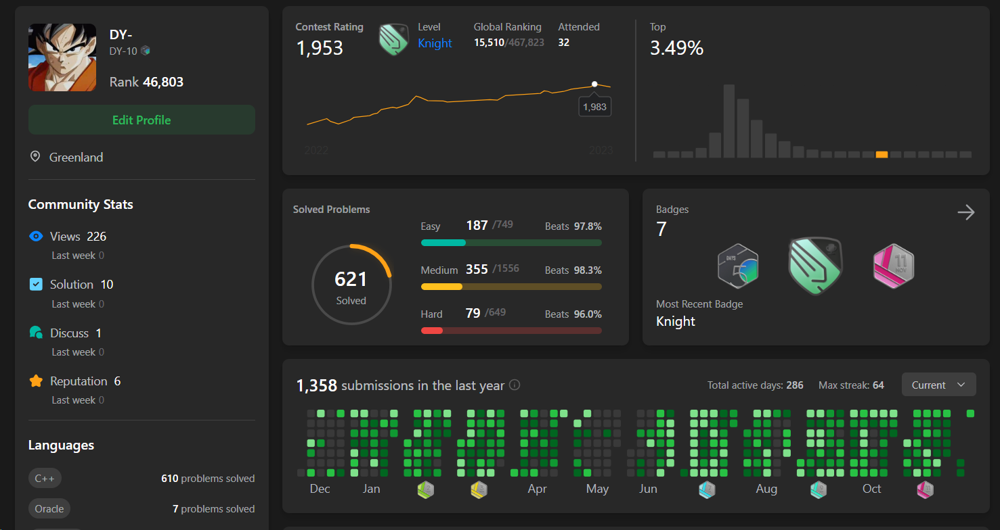 DY-
DY-10
Rank 46,803
Edit Profile
Greenland
Community Stats
Views 226
Last week 0
Solution 10
Last week 0
Discuss 1
Last week 0
Reputation 6
Last week 0
Languages
C++ 610 problems solved
Oracle 7 problems solved
Contest Rating
1,953
Level
Knight
Global Ranking
15,510/467,823
Attended
32
1,983
2022 2023
Top
3.49%
Solved Problems
621
Solved
Easy 187 /749 Beats 97.8%
Medium 355 /1556 Beats 98.3%
Hard 79 /649 Beats 96.0%
Badges
7
DAYS
11
NOV
Most Recent Badge
Knight
1,358 submissions in the last year Total active days: 286 Max streak: 64 Current
Dec Jan Apr May Jun Aug Oct